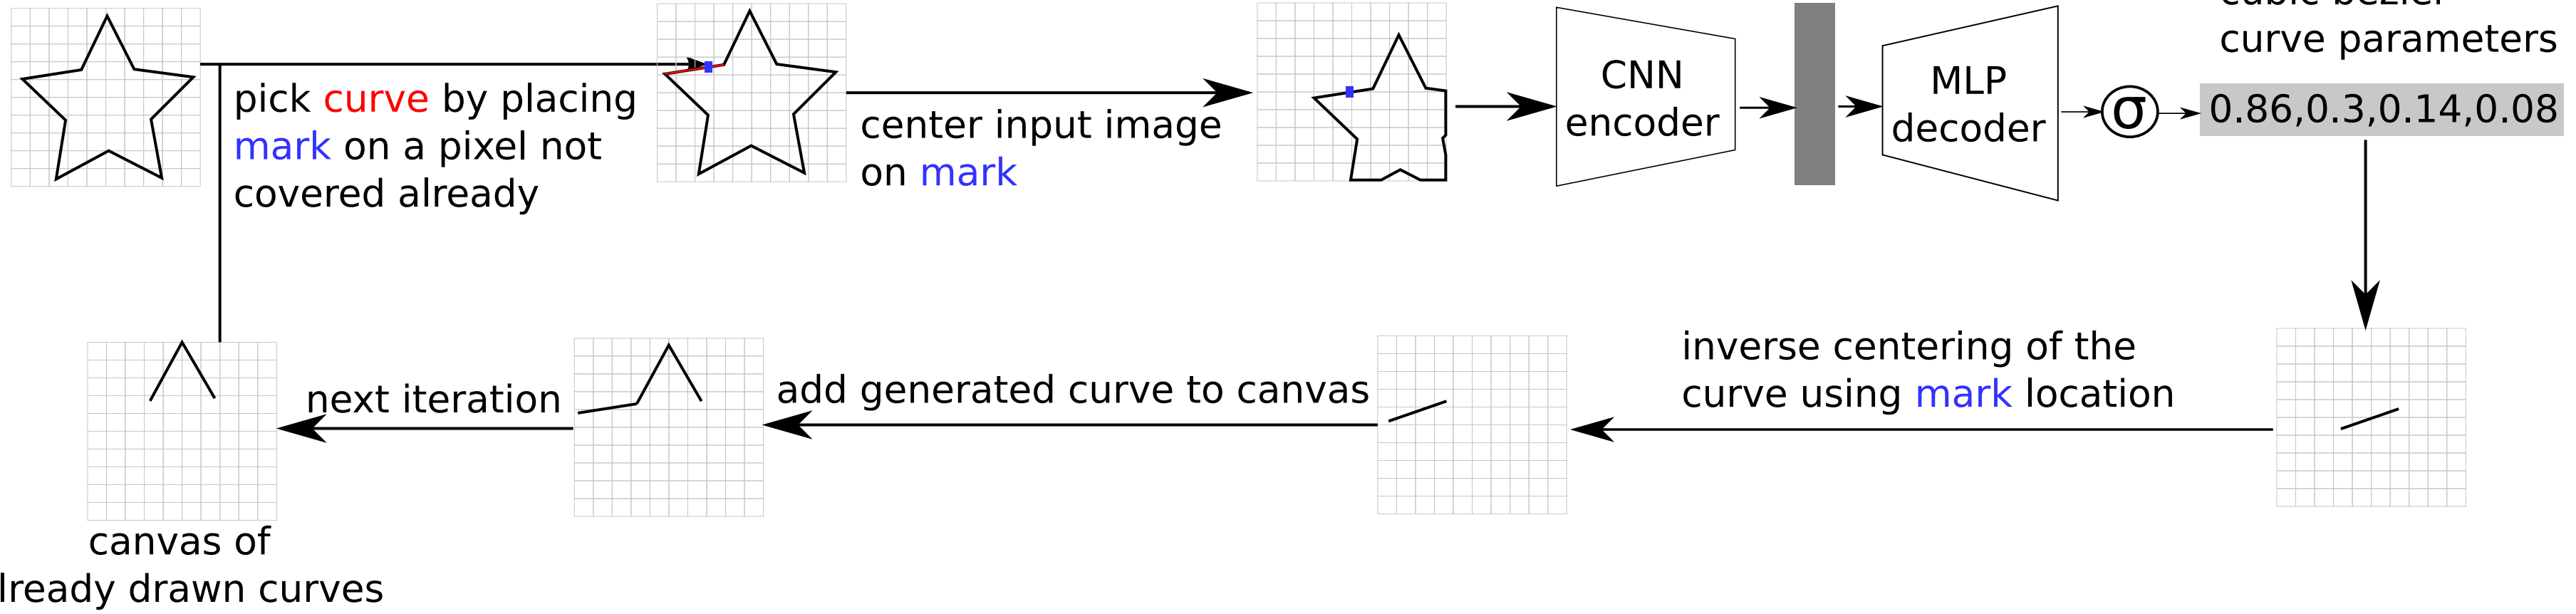 curve parameters
pick curve by placing
mark on a pixel not
covered already
center input image
on mark
CNN
encoder
MLP
decoder
σ
0.86,0.3,0.14,0.08
inverse centering of the
curve using mark location
add generated curve to canvas
next iteration
canvas of
lready drawn curves